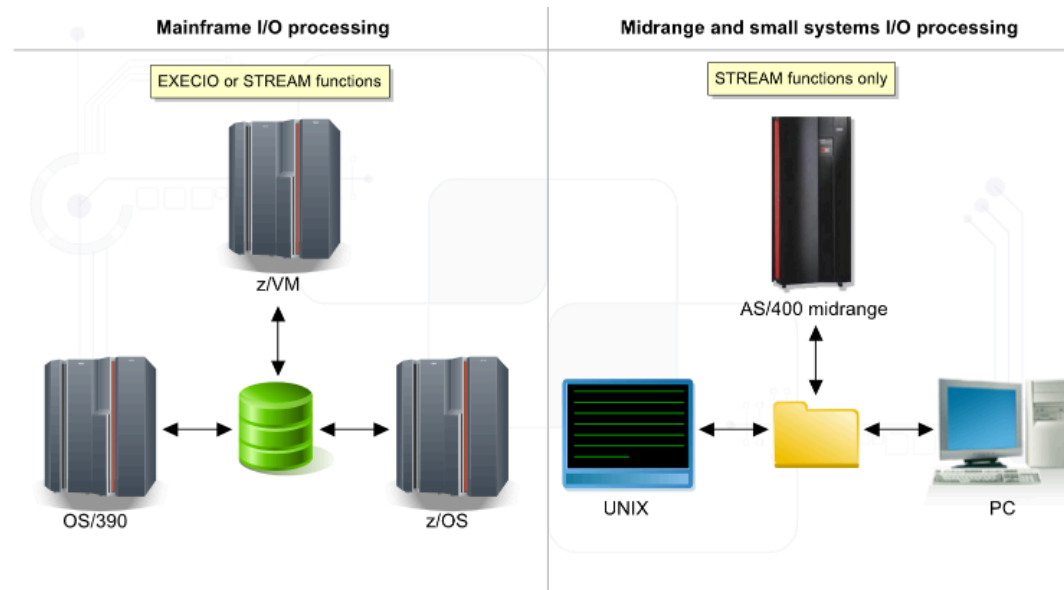 Mainframe I/O processing
EXECIO or STREAM functions
z/VM
OS/390
z/OS
Midrange and small systems I/O processing
STREAM functions only
AS/400 midrange
UNIX
PC